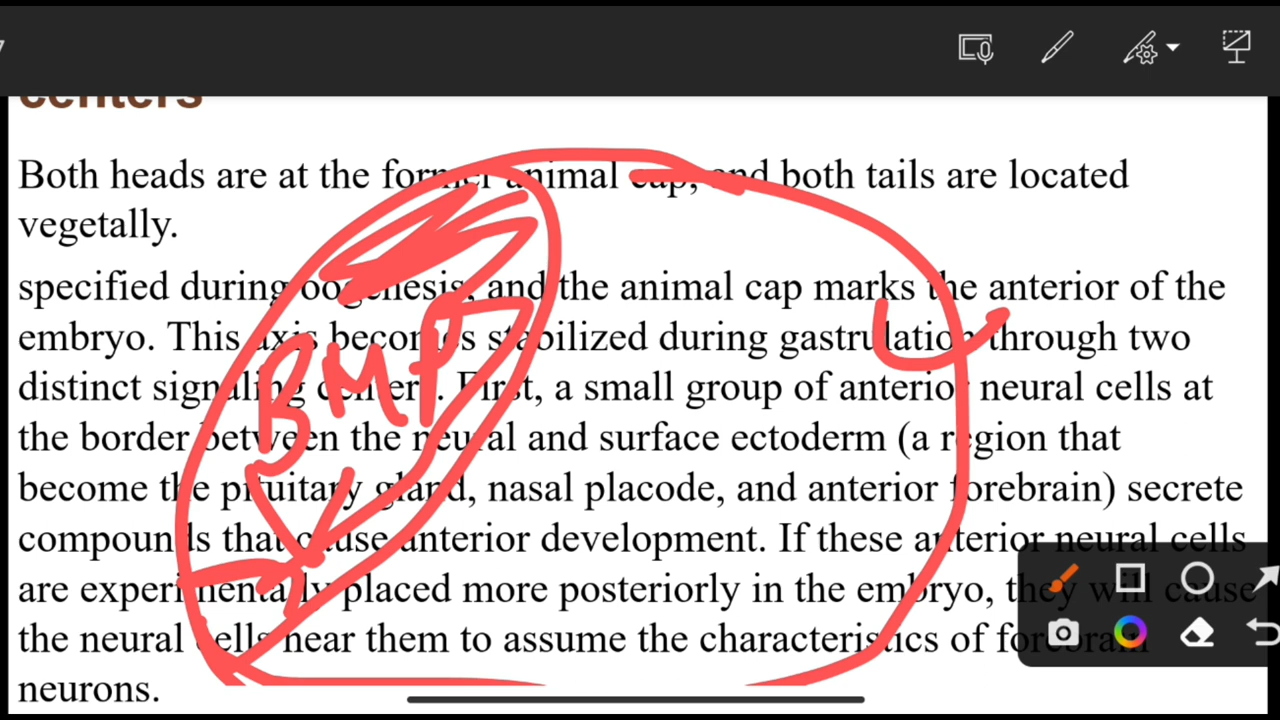 centers
Both heads are at the former animal cap, and both tails are located
vegetally.
specified during oogenesis, and the animal cap marks the anterior of the
embryo. This axis becomes stabilized during gastrulation through two
distinct signaling centers. First, a small group of anterior neural cells at
the border between the neural and surface ectoderm (a region that
become the pituitary gland, nasal placode, and anterior forebrain) secrete
compounds that cause anterior development. If these anterior neural cells
are experimentally placed more posteriorly in the embryo, they will cause
the neural cells near them to assume the characteristics of forebrain
neurons.
BMP